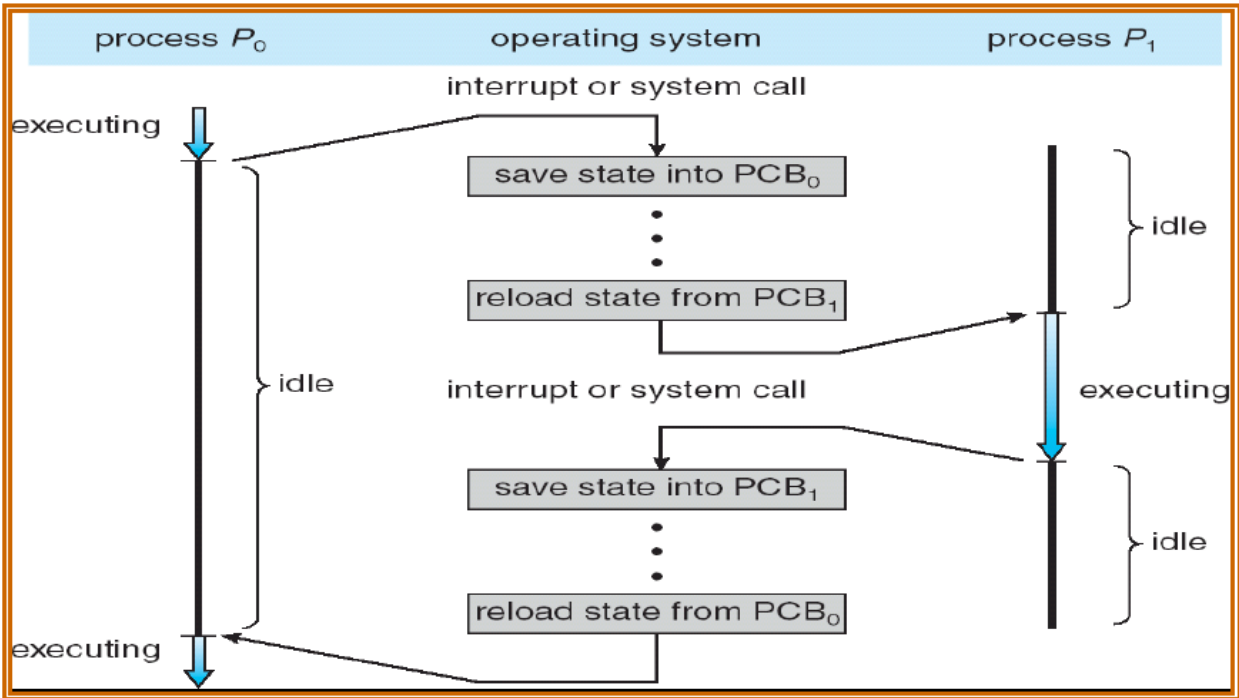 process P₀ operating system process P₁
interrupt or system call
executing
save state into PCB₀
idle
reload state from PCB₁
idle
interrupt or system call
executing
save state into PCB₁
idle
reload state from PCB₀
executing